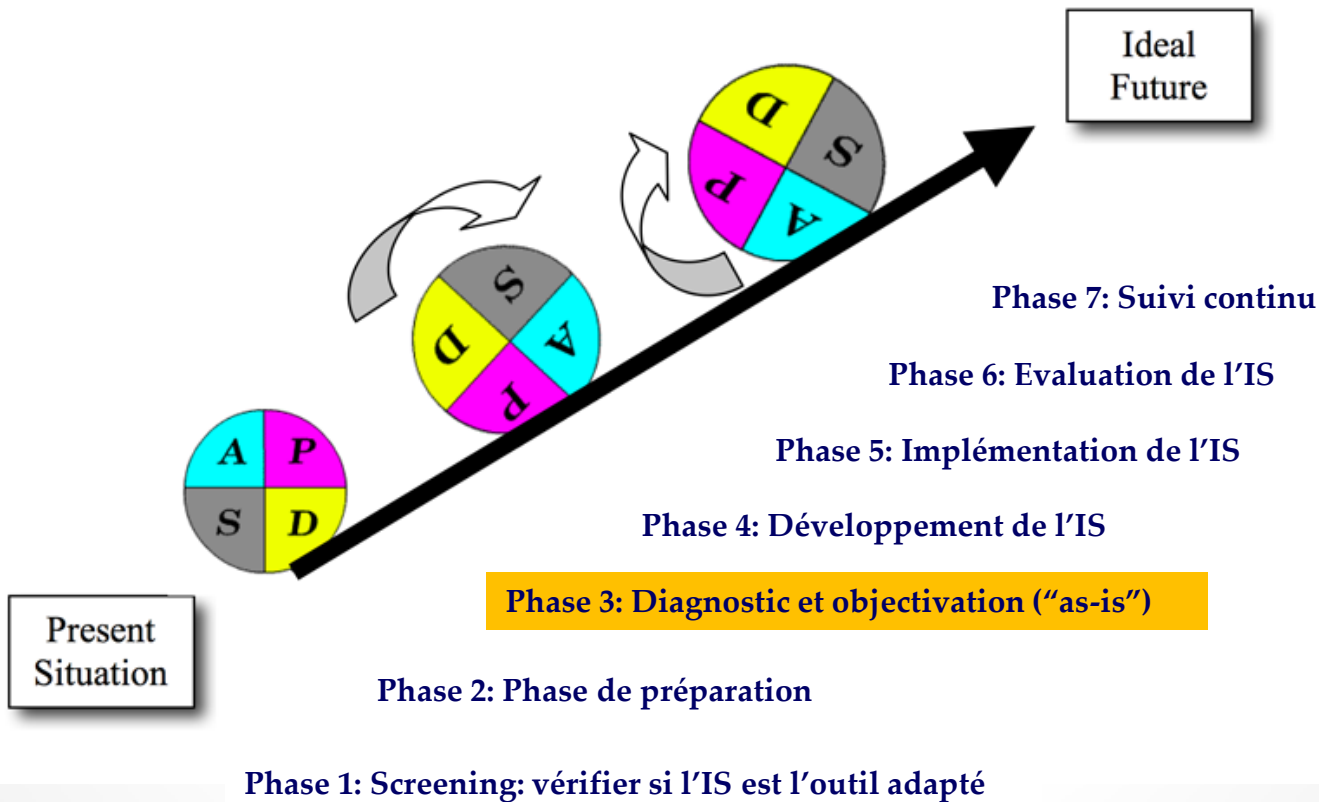 Ideal
Future
D
S
P
A
S
D
A
P
A
P
S
D
Present
Situation
Phase 7: Suivi continu
Phase 6: Evaluation de l’IS
Phase 5: Implémentation de l’IS
Phase 4: Développement de l’IS
Phase 3: Diagnostic et objectivation (“as-is”)
Phase 2: Phase de préparation
Phase 1: Screening: vérifier si l’IS est l’outil adapté